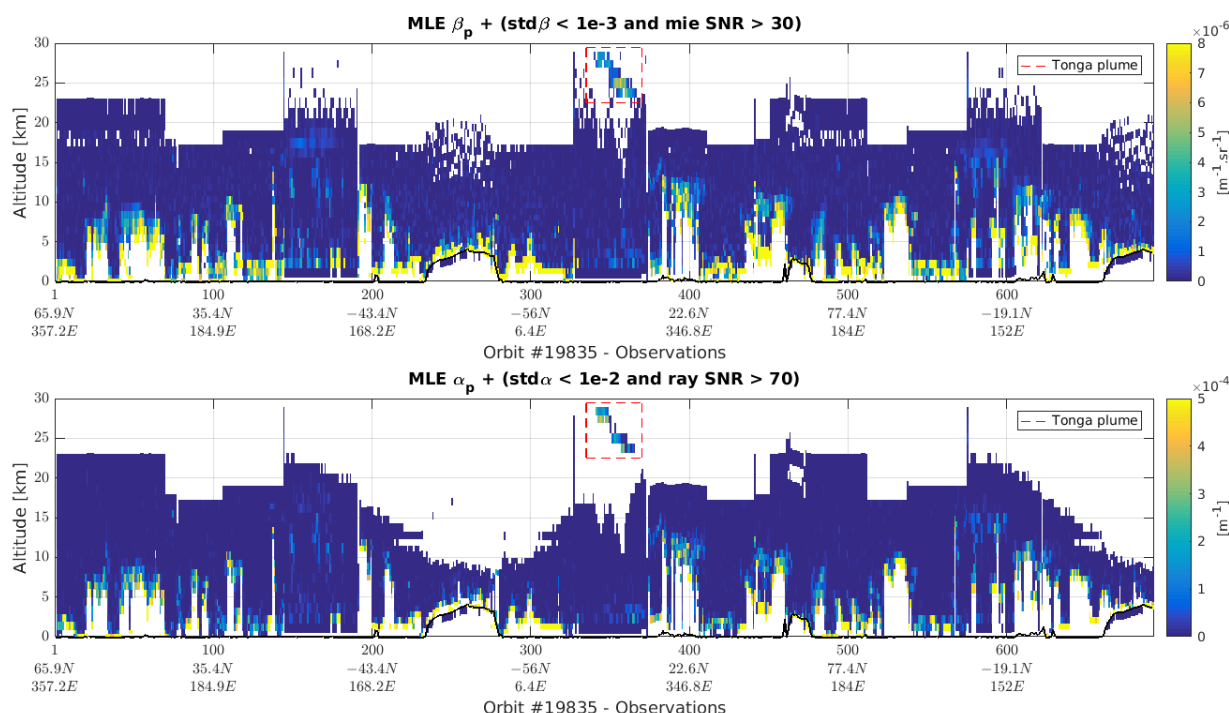 MLE βp + (stdβ < 1e-3 and mie SNR > 30)
×10⁻⁶
30
25
20
15
10
5
0
Altitude [km]
Tonga plume
8
7
6
5
4
3
2
1
0
[m⁻¹.sr⁻¹]
1 100 200 300 400 500 600
65.9N 35.4N −43.4N −56N 22.6N 77.4N −19.1N
357.2E 184.9E 168.2E 6.4E 346.8E 184E 152E
Orbit #19835 - Observations
MLE αp + (stdα < 1e-2 and ray SNR > 70)
×10⁻⁴
30
25
20
15
10
5
0
Altitude [km]
Tonga plume
5
4
3
2
1
0
[m⁻¹]
1 100 200 300 400 500 600
65.9N 35.4N −43.4N −56N 22.6N 77.4N −19.1N
357.2E 184.9E 168.2E 6.4E 346.8E 184E 152E
Orbit #19835 - Observations